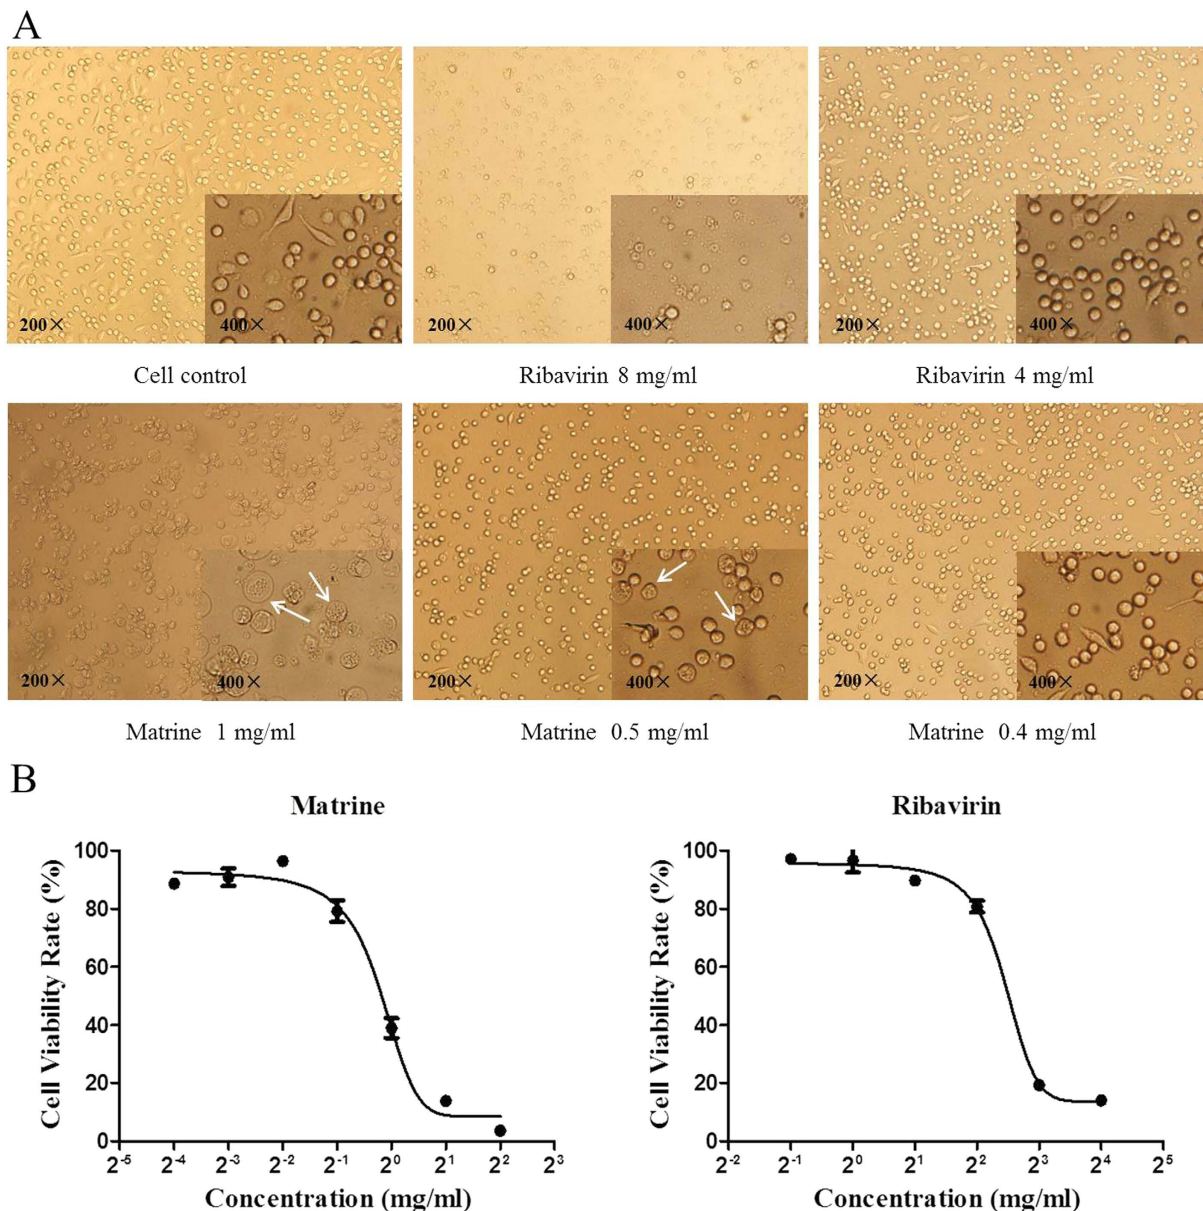 A
200×
400×
200×
400×
200×
400×
Cell control
Ribavirin 8 mg/ml
Ribavirin 4 mg/ml
200×
400×
200×
400×
200×
400×
Matrine 1 mg/ml
Matrine 0.5 mg/ml
Matrine 0.4 mg/ml
B
Matrine
Cell Viability Rate (%)
100
80
60
40
20
0
2⁻⁵ 2⁻⁴ 2⁻³ 2⁻² 2⁻¹ 2⁰ 2¹ 2² 2³
Concentration (mg/ml)
Ribavirin
Cell Viability Rate (%)
100
80
60
40
20
0
2⁻² 2⁻¹ 2⁰ 2¹ 2² 2³ 2⁴ 2⁵
Concentration (mg/ml)